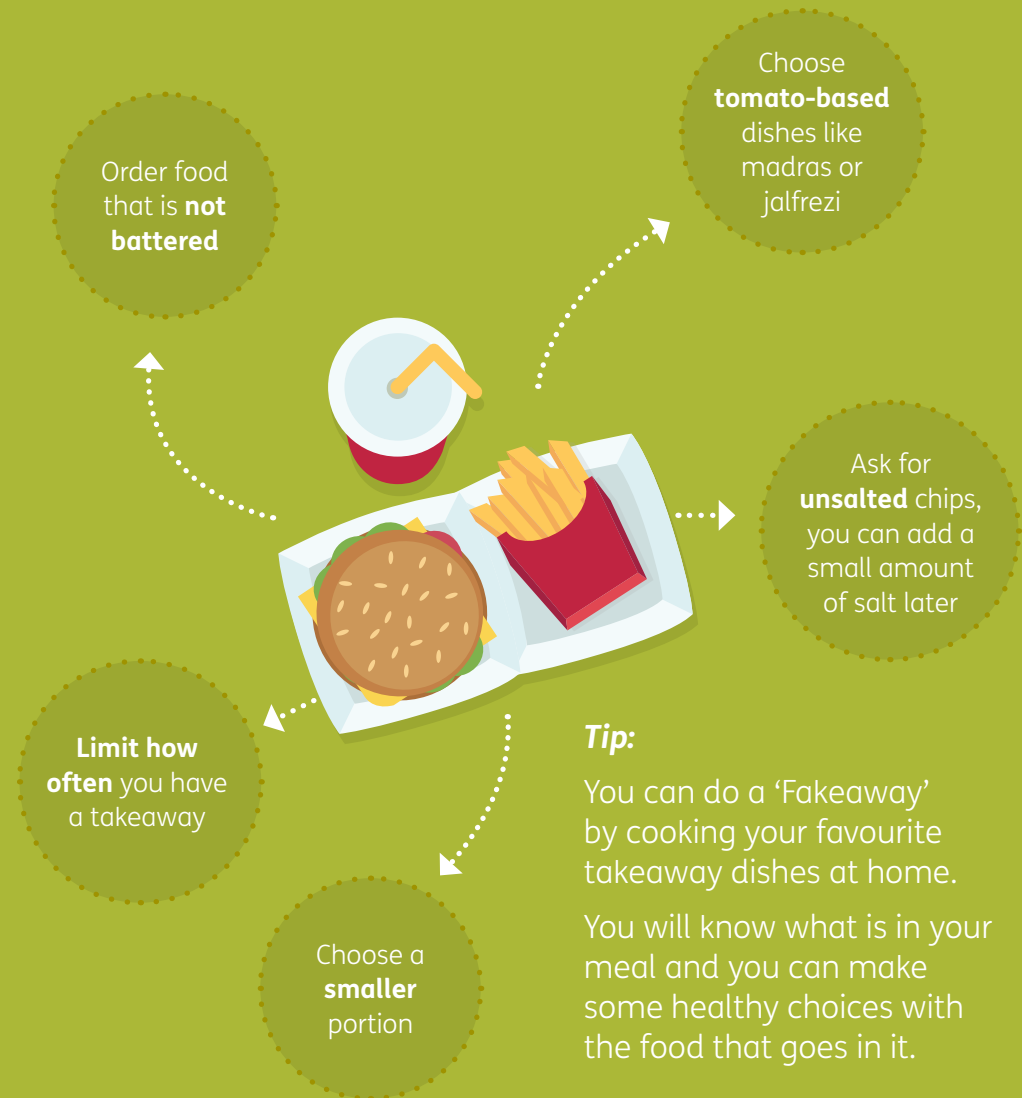 Choose
tomato-based
dishes like
madras or
jalfrezi
Order food
that is not
battered
Ask for
unsalted chips,
you can add a
small amount
of salt later
Limit how
often you have
a takeaway
Choose a
smaller
portion
Tip:
You can do a ‘Fakeaway’
by cooking your favourite
takeaway dishes at home.
You will know what is in your
meal and you can make
some healthy choices with
the food that goes in it.